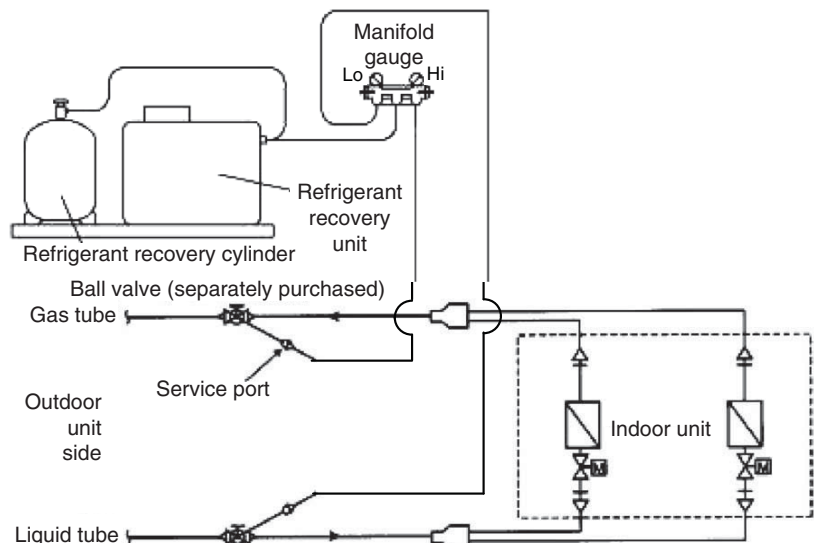 Manifold
gauge
Lo
Hi
Refrigerant
recovery
unit
Refrigerant recovery cylinder
Ball valve (separately purchased)
Gas tube
Service port
Outdoor
unit
side
Indoor unit
M
M
Liquid tube